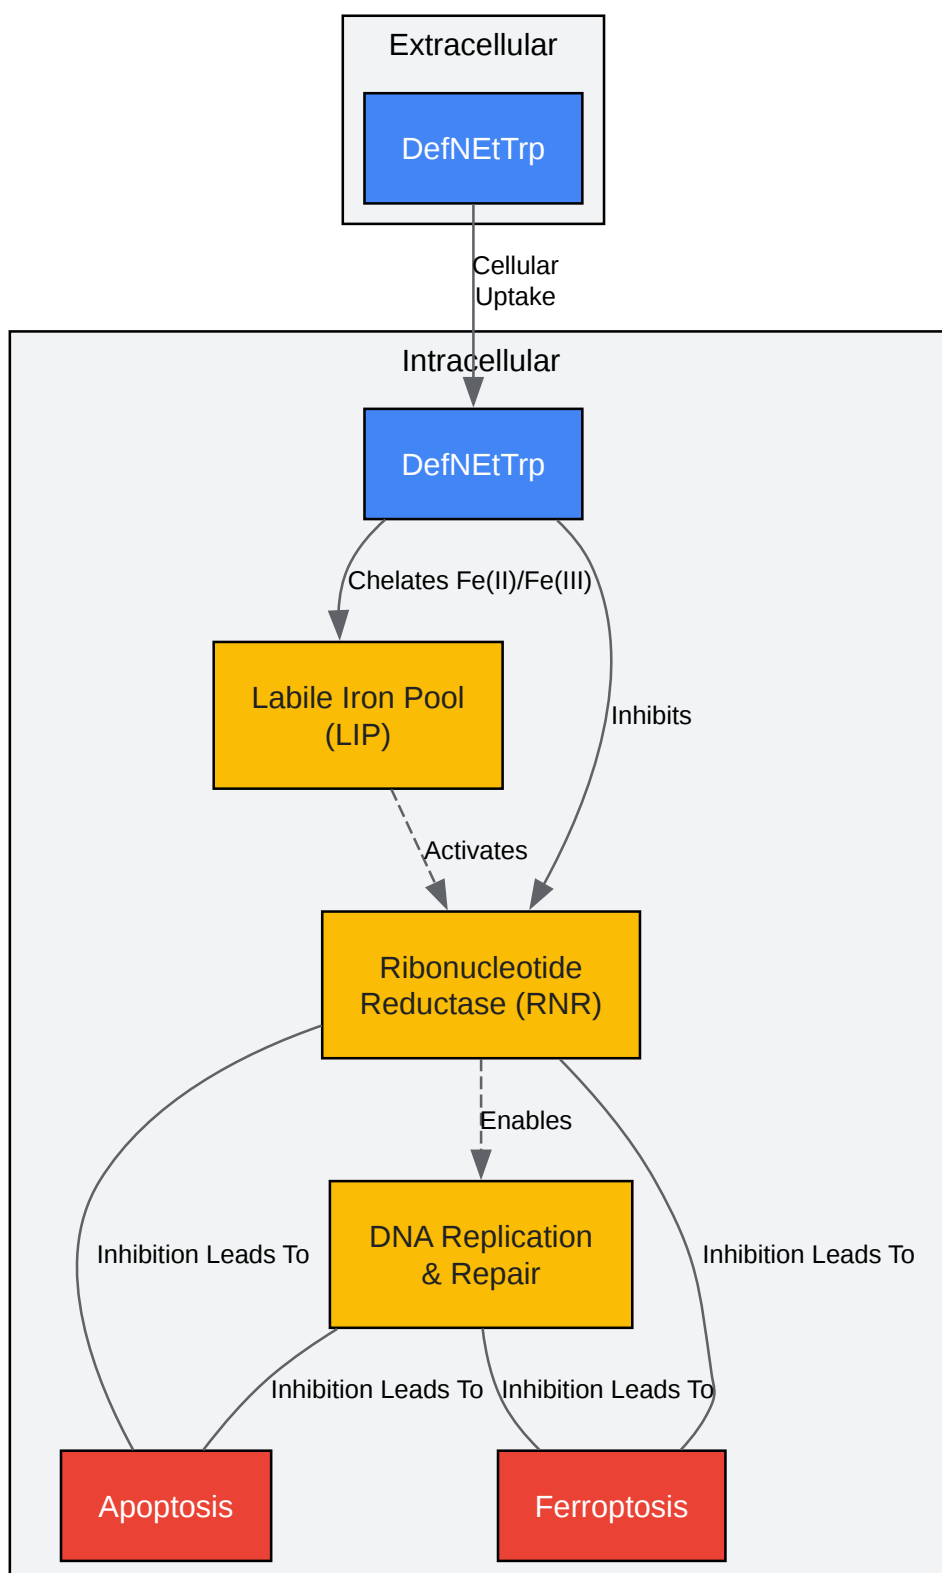 Extracellular
DefNEtTrp
Cellular
Uptake
Intracellular
DefNEtTrp
Chelates Fe(II)/Fe(III)
Labile Iron Pool
(LIP)
Inhibits
Activates
Ribonucleotide
Reductase (RNR)
Enables
DNA Replication
& Repair
Inhibition Leads To
Inhibition Leads To
Inhibition Leads To
Inhibition Leads To
Apoptosis
Ferroptosis